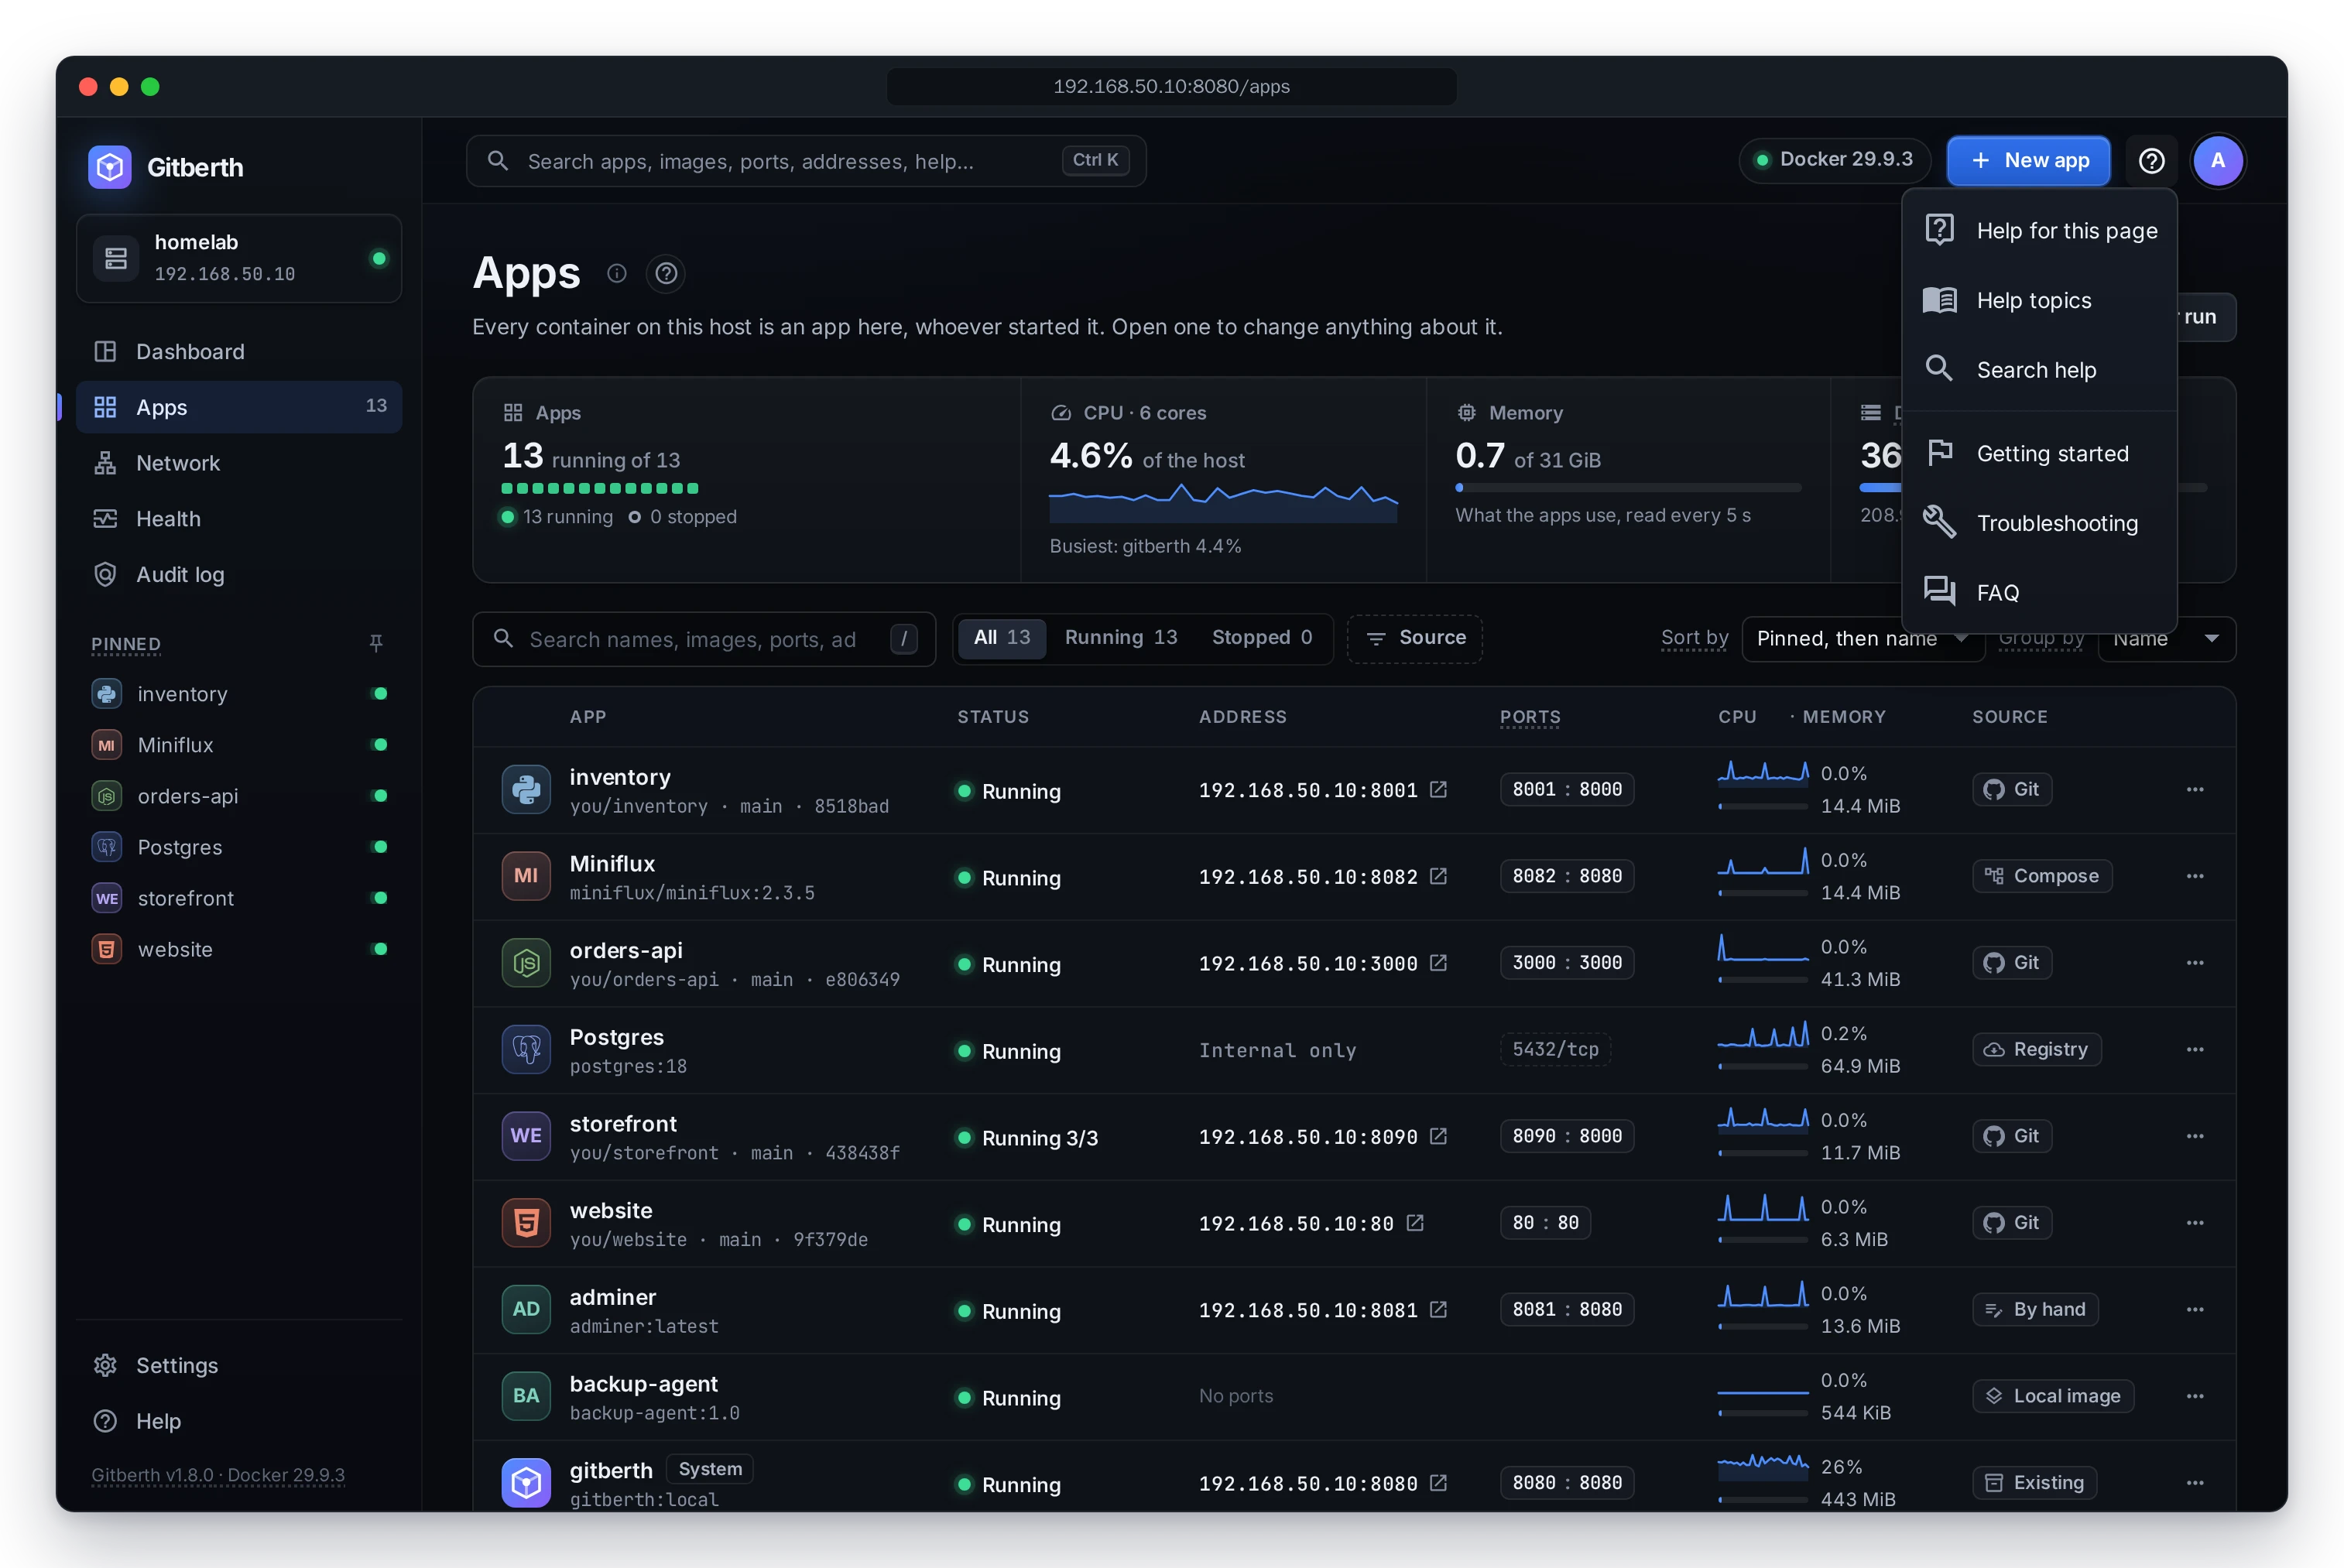 192.168.50.10:8080/apps
Gitberth
Search apps, images, ports, addresses, help...
Ctrl K
Docker 29.9.3
New app
A
homelab
192.168.50.10
Dashboard
Apps 13
Network
Health
Audit log
PINNED
inventory
MI Miniflux
orders-api
Postgres
WE storefront
website
Settings
Help
Gitberth v1.8.0 · Docker 29.9.3
Help for this page
Help topics
Search help
Getting started
Troubleshooting
FAQ
Apps
Every container on this host is an app here, whoever started it. Open one to change anything about it.
run
Apps
13 running of 13
13 running 0 stopped
CPU · 6 cores
4.6% of the host
Busiest: gitberth 4.4%
Memory
0.7 of 31 GiB
What the apps use, read every 5 s
36
208.
Search names, images, ports, ad
/
All 13
Running 13
Stopped 0
Source
Sort by
Pinned, then name
Group by
Name
APP STATUS ADDRESS PORTS CPU · MEMORY SOURCE
inventory
you/inventory · main · 8518bad
Running
192.168.50.10:8001
8001 : 8000
0.0%
14.4 MiB
Git
MI
Miniflux
miniflux/miniflux:2.3.5
Running
192.168.50.10:8082
8082 : 8080
0.0%
14.4 MiB
Compose
orders-api
you/orders-api · main · e806349
Running
192.168.50.10:3000
3000 : 3000
0.0%
41.3 MiB
Git
Postgres
postgres:18
Running
Internal only
5432/tcp
0.2%
64.9 MiB
Registry
WE
storefront
you/storefront · main · 438438f
Running 3/3
192.168.50.10:8090
8090 : 8000
0.0%
11.7 MiB
Git
website
you/website · main · 9f379de
Running
192.168.50.10:80
80 : 80
0.0%
6.3 MiB
Git
AD
adminer
adminer:latest
Running
192.168.50.10:8081
8081 : 8080
0.0%
13.6 MiB
By hand
BA
backup-agent
backup-agent:1.0
Running
No ports
0.0%
544 KiB
Local image
gitberth System
gitberth:local
Running
192.168.50.10:8080
8080 : 8080
26%
443 MiB
Existing